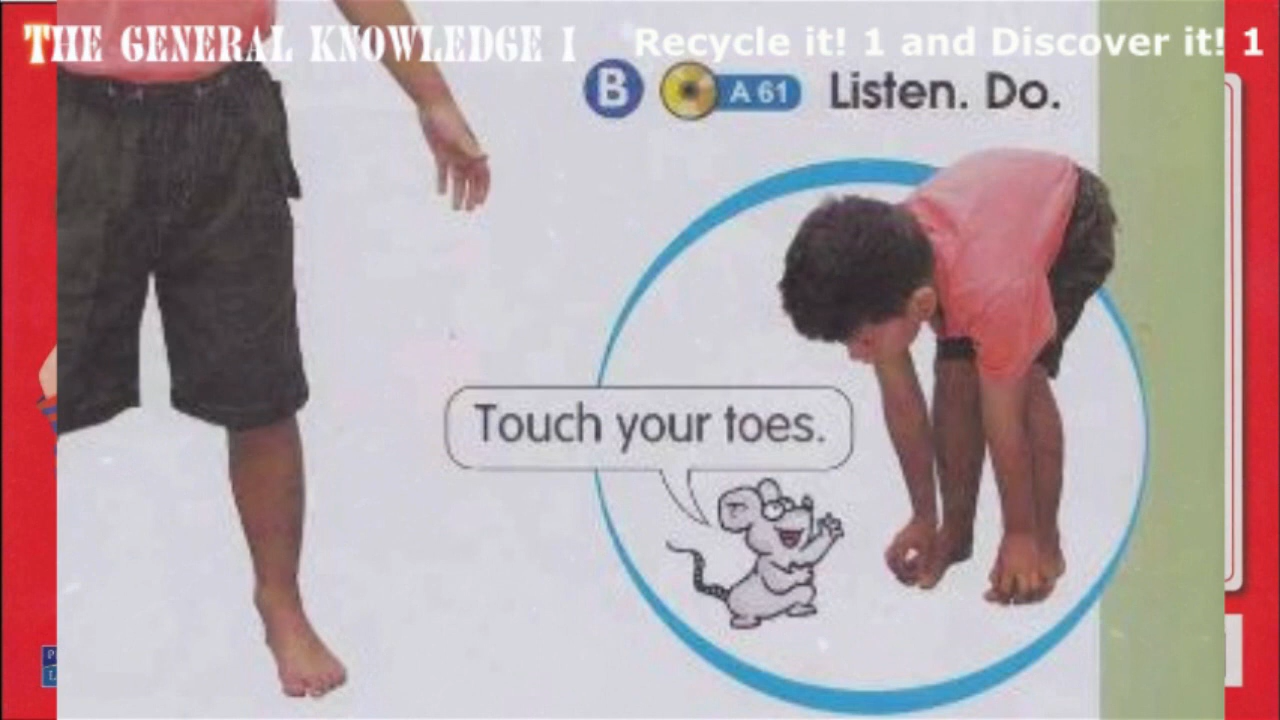 THE GENERAL KNOWLEDGE I
Recycle it! 1 and Discover it! 1
B A 61 Listen. Do.
Touch your toes.